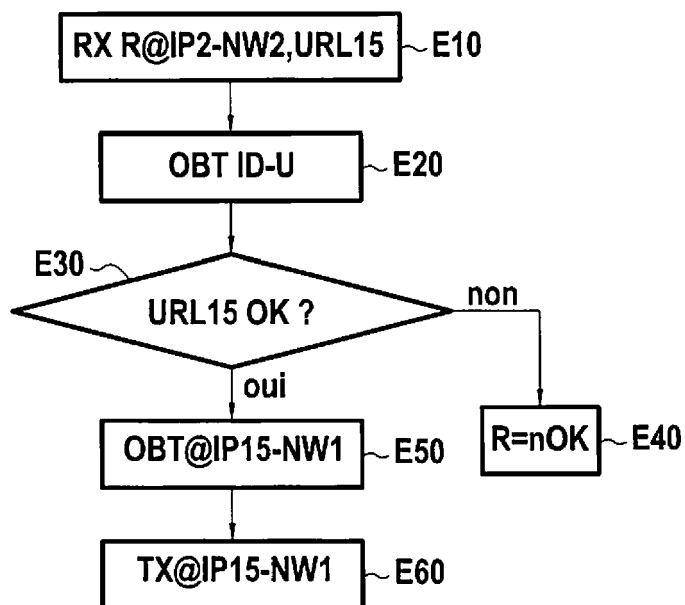 RX R@IP2-NW2,URL15
E10
OBT ID-U
E20
E30
URL15 OK ?
non
oui
OBT@IP15-NW1
E50
R=nOK
E40
TX@IP15-NW1
E60